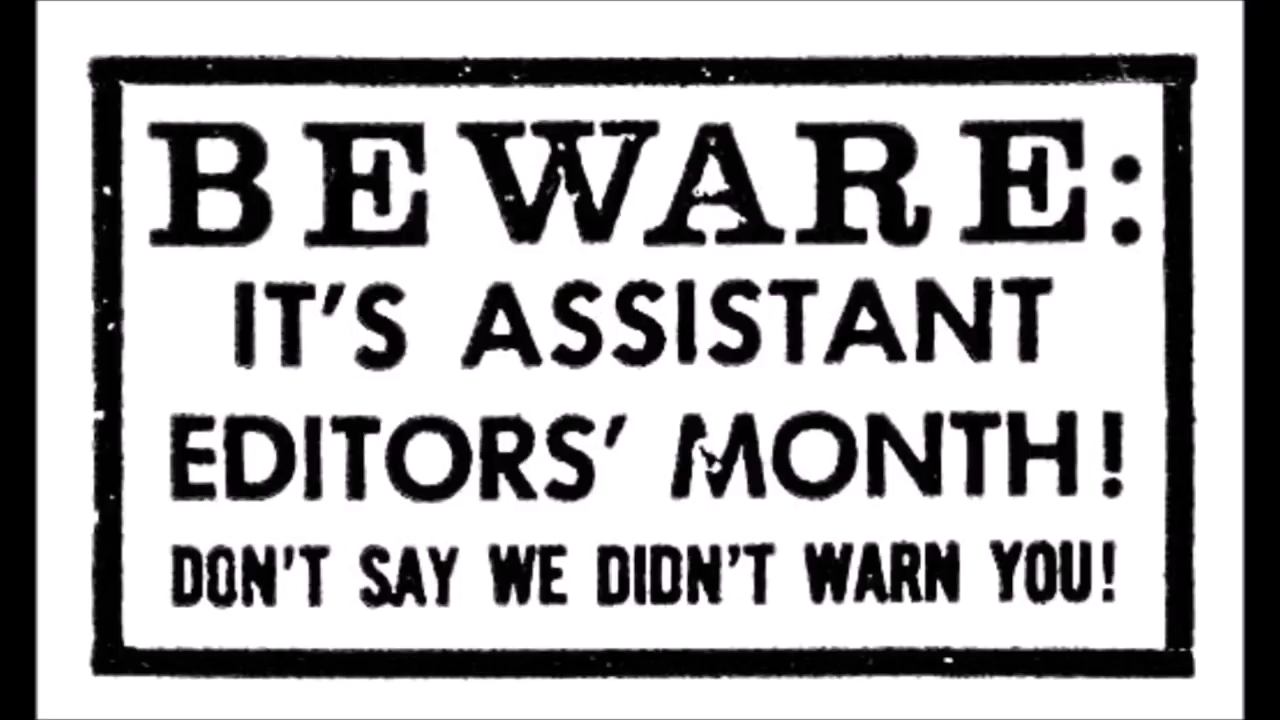 BEWARE:
IT'S ASSISTANT
EDITORS' MONTH!
DON'T SAY WE DIDN'T WARN YOU!